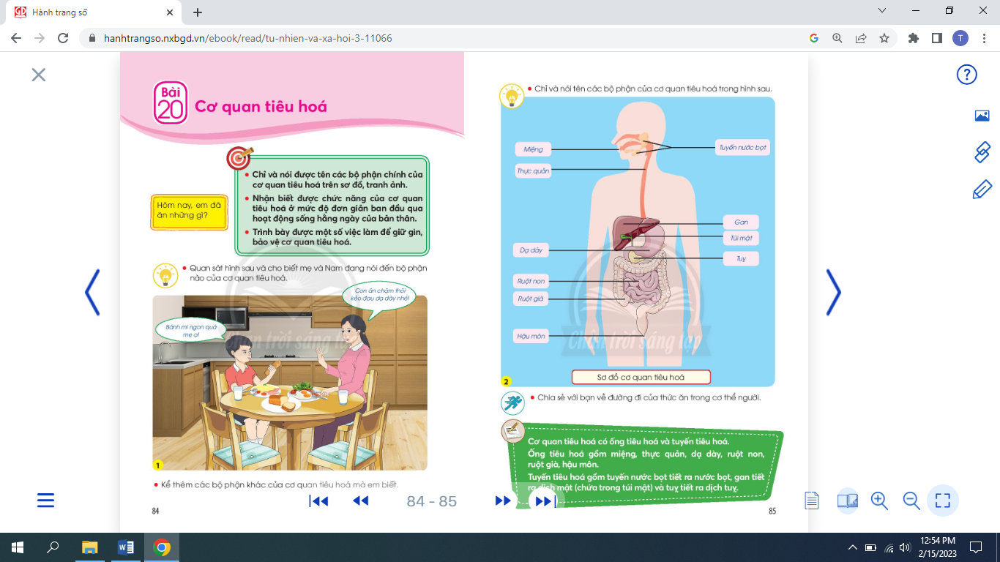 Hành trang số
hanhtrangso.nxbgd.vn/ebook/read/tu-nhien-va-xa-hoi-3-11066
T
Bài
20
Cơ quan tiêu hoá
Hôm nay, em đã
ăn những gì?
• Chỉ và nói được tên các bộ phận chính của
cơ quan tiêu hoá trên sơ đồ, tranh ảnh.
• Nhận biết được chức năng của cơ quan
tiêu hoá ở mức độ đơn giản ban đầu qua
hoạt động sống hằng ngày của bản thân.
• Trình bày được một số việc làm để giữ gìn,
bảo vệ cơ quan tiêu hoá.
• Quan sát hình sau và cho biết mẹ và Nam đang nói đến bộ phận
nào của cơ quan tiêu hoá.
Con ăn chậm thôi
kẻo đau dạ dày nhé!
Bánh mì ngon quá
mẹ ạ!
Chân trời sáng tạo
1
• Kể thêm các bộ phận khác của cơ quan tiêu hoá mà em biết.
84
• Chỉ và nói tên các bộ phận của cơ quan tiêu hoá trong hình sau.
Miệng
Tuyến nước bọt
Thực quản
Gan
Túi mật
Dạ dày
Tuỵ
Ruột non
Ruột già
Hậu môn
Chân trời sáng tạo
2
Sơ đồ cơ quan tiêu hoá
• Chia sẻ với bạn về đường đi của thức ăn trong cơ thể người.
Cơ quan tiêu hoá có ống tiêu hoá và tuyến tiêu hoá.
Ống tiêu hoá gồm miệng, thực quản, dạ dày, ruột non,
ruột già, hậu môn.
Tuyến tiêu hoá gồm tuyến nước bọt tiết ra nước bọt, gan tiết
ra dịch mật (chứa trong túi mật) và tuỵ tiết ra dịch tuỵ.
85
84 - 85
12:54 PM
2/15/2023